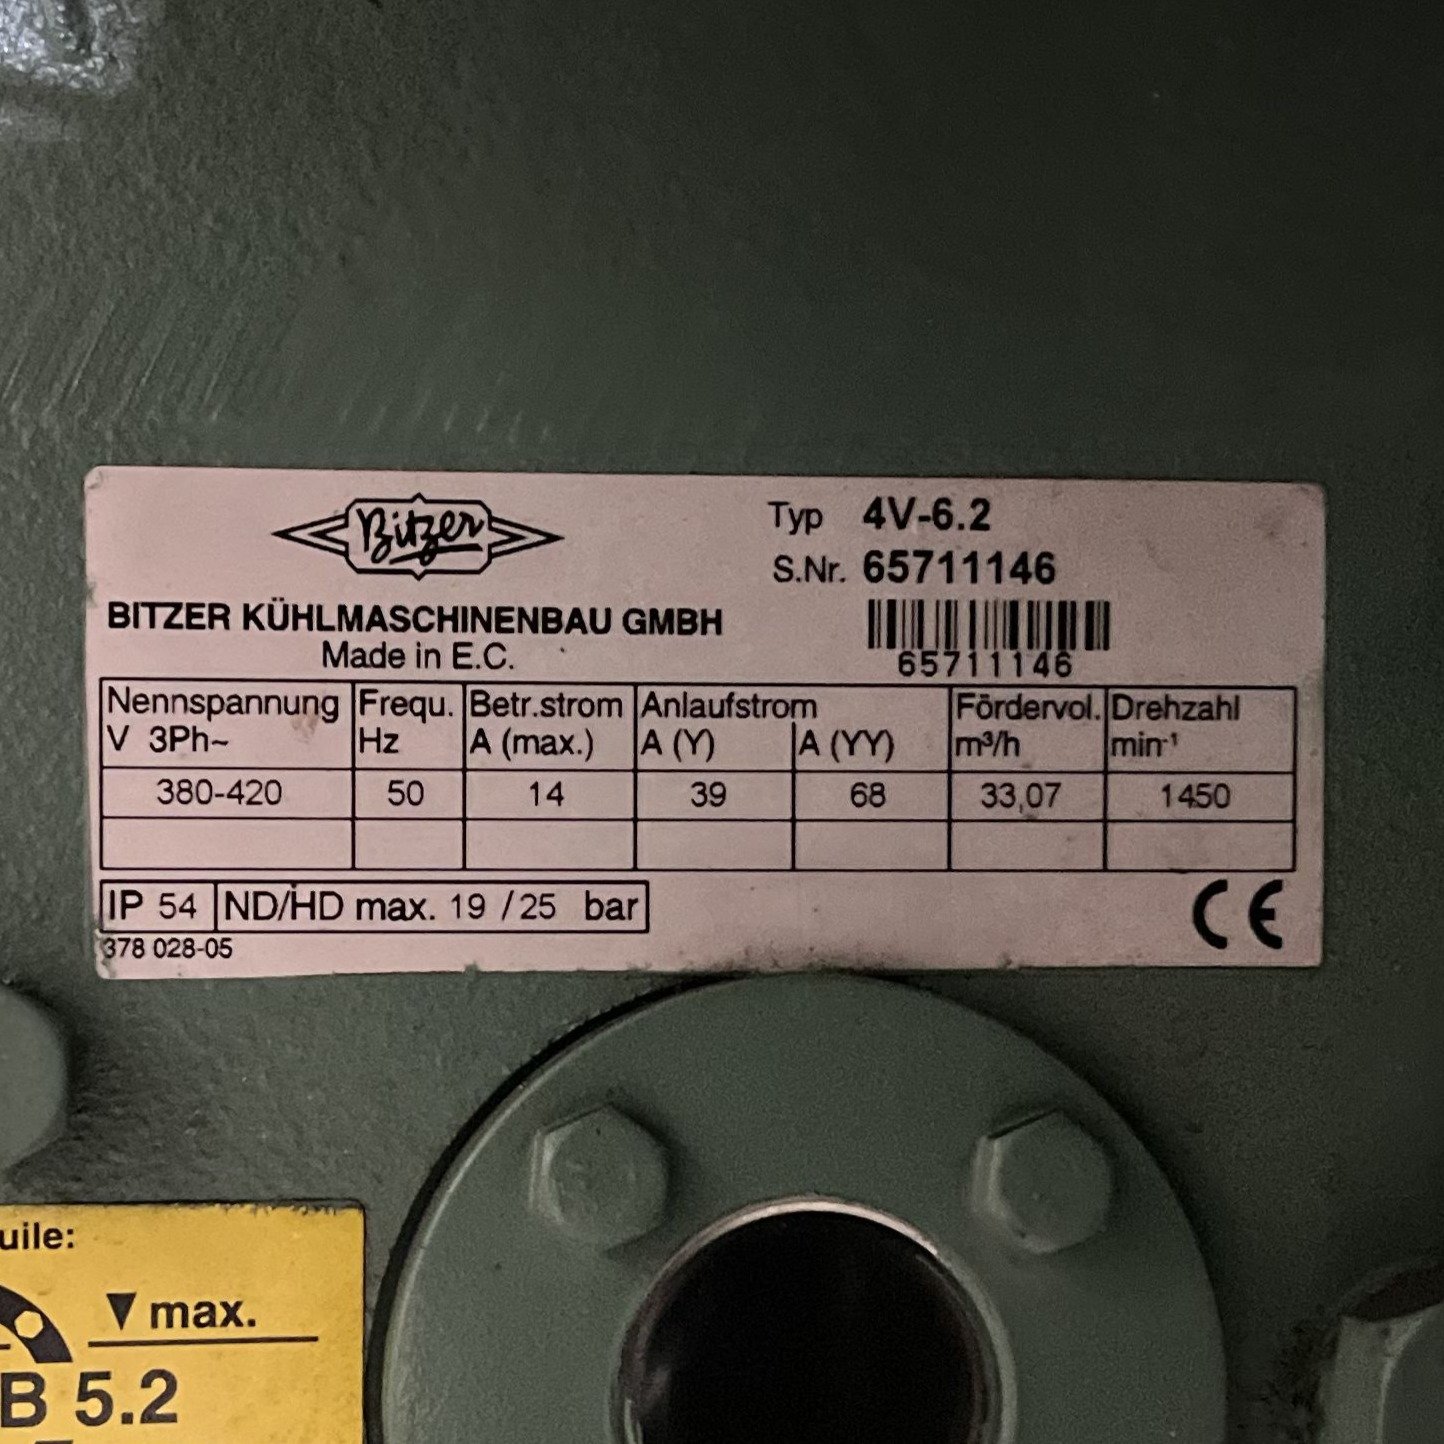 Bitzer
Typ 4V-6.2
S.Nr. 65711146
BITZER KÜHLMASCHINENBAU GMBH
Made in E.C.
65711146
Nennspannung Frequ. Betr.strom Anlaufstrom Fördervol. Drehzahl
V 3Ph~ Hz A (max.) A (Y) A (YY) m³/h min⁻¹
380-420 50 14 39 68 33,07 1450
IP 54 ND/HD max. 19 /25 bar
378 028-05
CE
uile:
▼ max.
B 5.2